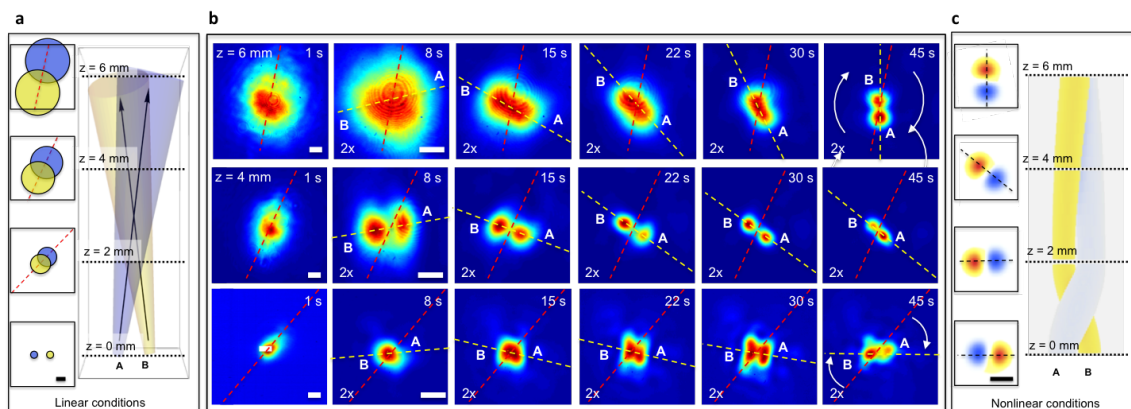 a
z = 6 mm
z = 4 mm
z = 2 mm
z = 0 mm
A B
Linear conditions
b
z = 6 mm 1 s
8 s
A
B
2x
15 s
B
A
2x
22 s
B
A
2x
30 s
B
A
2x
45 s
B
A
2x
z = 4 mm 1 s
8 s
A
B
2x
15 s
B
A
2x
22 s
B
A
2x
30 s
B
A
2x
45 s
B
A
2x
1 s
8 s
A
B
2x
15 s
A
B
2x
22 s
A
B
2x
30 s
A
B
2x
45 s
A
B
2x
c
z = 6 mm
z = 4 mm
z = 2 mm
z = 0 mm
A B
Nonlinear conditions